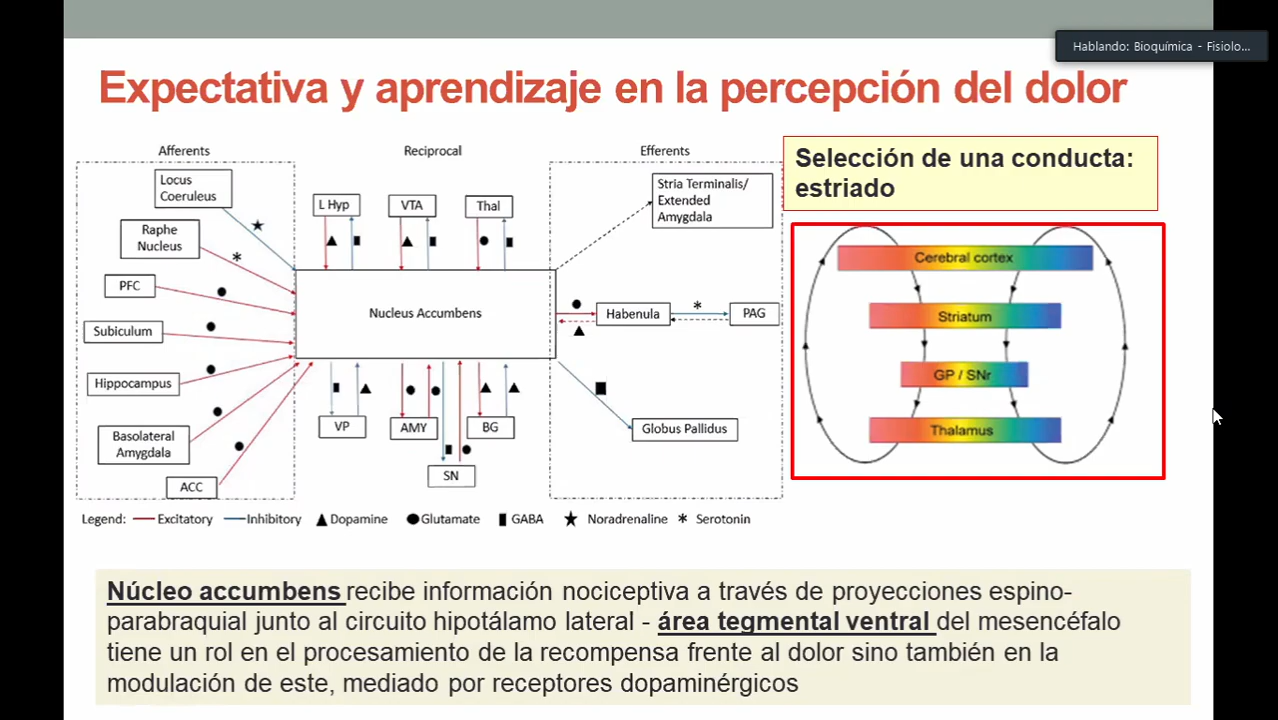 Hablando: Bioquímica - Fisiolo...
Expectativa y aprendizaje en la percepción del dolor
Afferents
Reciprocal
Efferents
Locus
Coeruleus
Raphe
Nucleus
PFC
Subiculum
Hippocampus
Basolateral
Amygdala
ACC
L Hyp
VTA
Thal
Nucleus Accumbens
VP
AMY
BG
SN
Stria Terminalis/
Extended
Amygdala
Habenula
PAG
Globus Pallidus
Legend: Excitatory Inhibitory Dopamine Glutamate GABA Noradrenaline Serotonin
Selección de una conducta:
estriado
Cerebral cortex
Striatum
GP / SNr
Thalamus
Núcleo accumbens recibe información nociceptiva a través de proyecciones espino-
parabraquial junto al circuito hipotálamo lateral - área tegmental ventral del mesencéfalo
tiene un rol en el procesamiento de la recompensa frente al dolor sino también en la
modulación de este, mediado por receptores dopaminérgicos